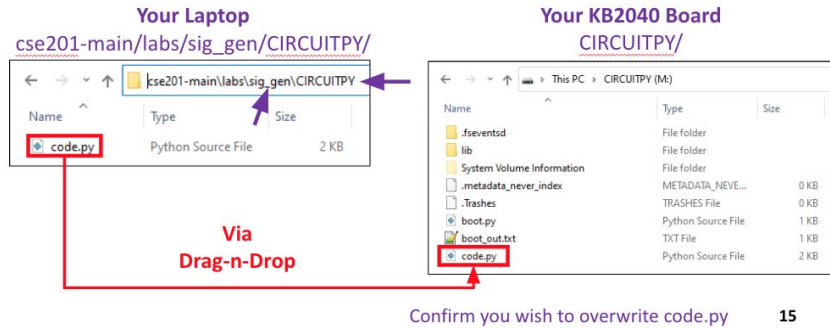 Your Laptop
cse201-main/labs/sig_gen/CIRCUITPY/
cse201-main\labs\sig_gen\CIRCUITPY
Name Type Size
code.py Python Source File 2 KB
Via
Drag-n-Drop
Your KB2040 Board
CIRCUITPY/
This PC > CIRCUITPY (M:)
Name Type Size
.fseventsd File folder
lib File folder
System Volume Information File folder
.metadata_never_index METADATA_NEVE... 0 KB
.Trashes TRASHES File 0 KB
boot.py Python Source File 1 KB
boot_out.txt TXT File 1 KB
code.py Python Source File 2 KB
Confirm you wish to overwrite code.py 15